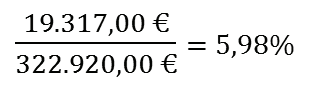 19.317,00 €
322.920,00 €
= 5,98%